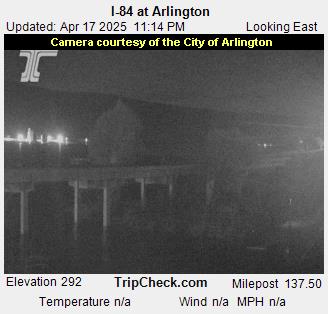 I-84 at Arlington
Updated: Apr 17 2025 11:14 PM Looking East
Camera courtesy of the City of Arlington
Elevation 292 TripCheck.com Milepost 137.50
Temperature n/a Wind n/a MPH n/a